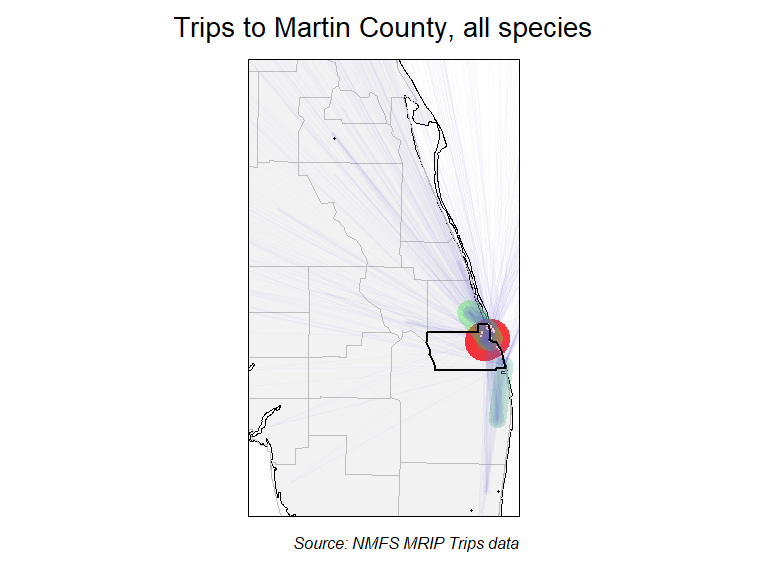 Trips to Martin County, all species
Source: NMFS MRIP Trips data